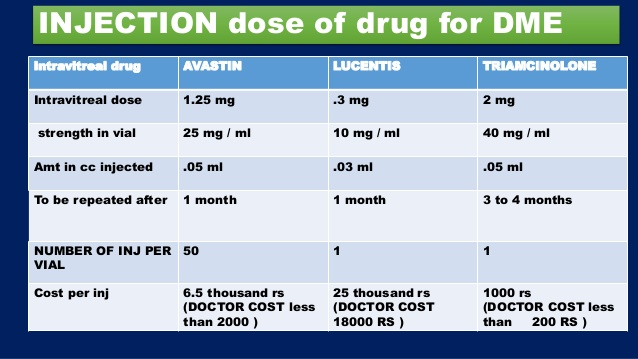 INJECTION dose of drug for DME
Intravitreal drug AVASTIN LUCENTIS TRIAMCINOLONE
Intravitreal dose 1.25 mg .3 mg 2 mg
strength in vial 25 mg / ml 10 mg / ml 40 mg / ml
Amt in cc injected .05 ml .03 ml .05 ml
To be repeated after 1 month 1 month 3 to 4 months
NUMBER OF INJ PER 50 1 1
VIAL
Cost per inj 6.5 thousand rs 25 thousand rs 1000 rs
(DOCTOR COST less (DOCTOR COST (DOCTOR COST less
than 2000 ) 18000 RS ) than 200 RS )